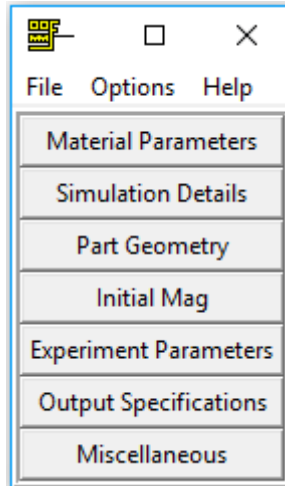 File Options Help
Material Parameters
Simulation Details
Part Geometry
Initial Mag
Experiment Parameters
Output Specifications
Miscellaneous